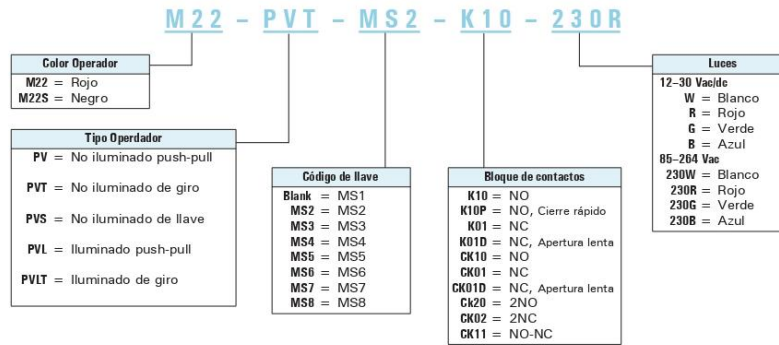 M22 - PVT - MS2 - K10 - 230R
Color Operador
M22 = Rojo
M22S = Negro
Tipo Operdador
PV = No iluminado push-pull
PVT = No iluminado de giro
PVS = No iluminado de llave
PVL = Iluminado push-pull
PVLT = Iluminado de giro
Código de llave
Blank = MS1
MS2 = MS2
MS3 = MS3
MS4 = MS4
MS5 = MS5
MS6 = MS6
MS7 = MS7
MS8 = MS8
Bloque de contactos
K10 = NO
K10P = NO, Cierre rápido
K01 = NC
K01D = NC, Apertura lenta
CK10 = NO
CK01 = NC
CK01D = NC, Apertura lenta
Ck20 = 2NO
CK02 = 2NC
CK11 = NO-NC
Luces
12–30 Vac/dc
W = Blanco
R = Rojo
G = Verde
B = Azul
85-264 Vac
230W = Blanco
230R = Rojo
230G = Verde
230B = Azul